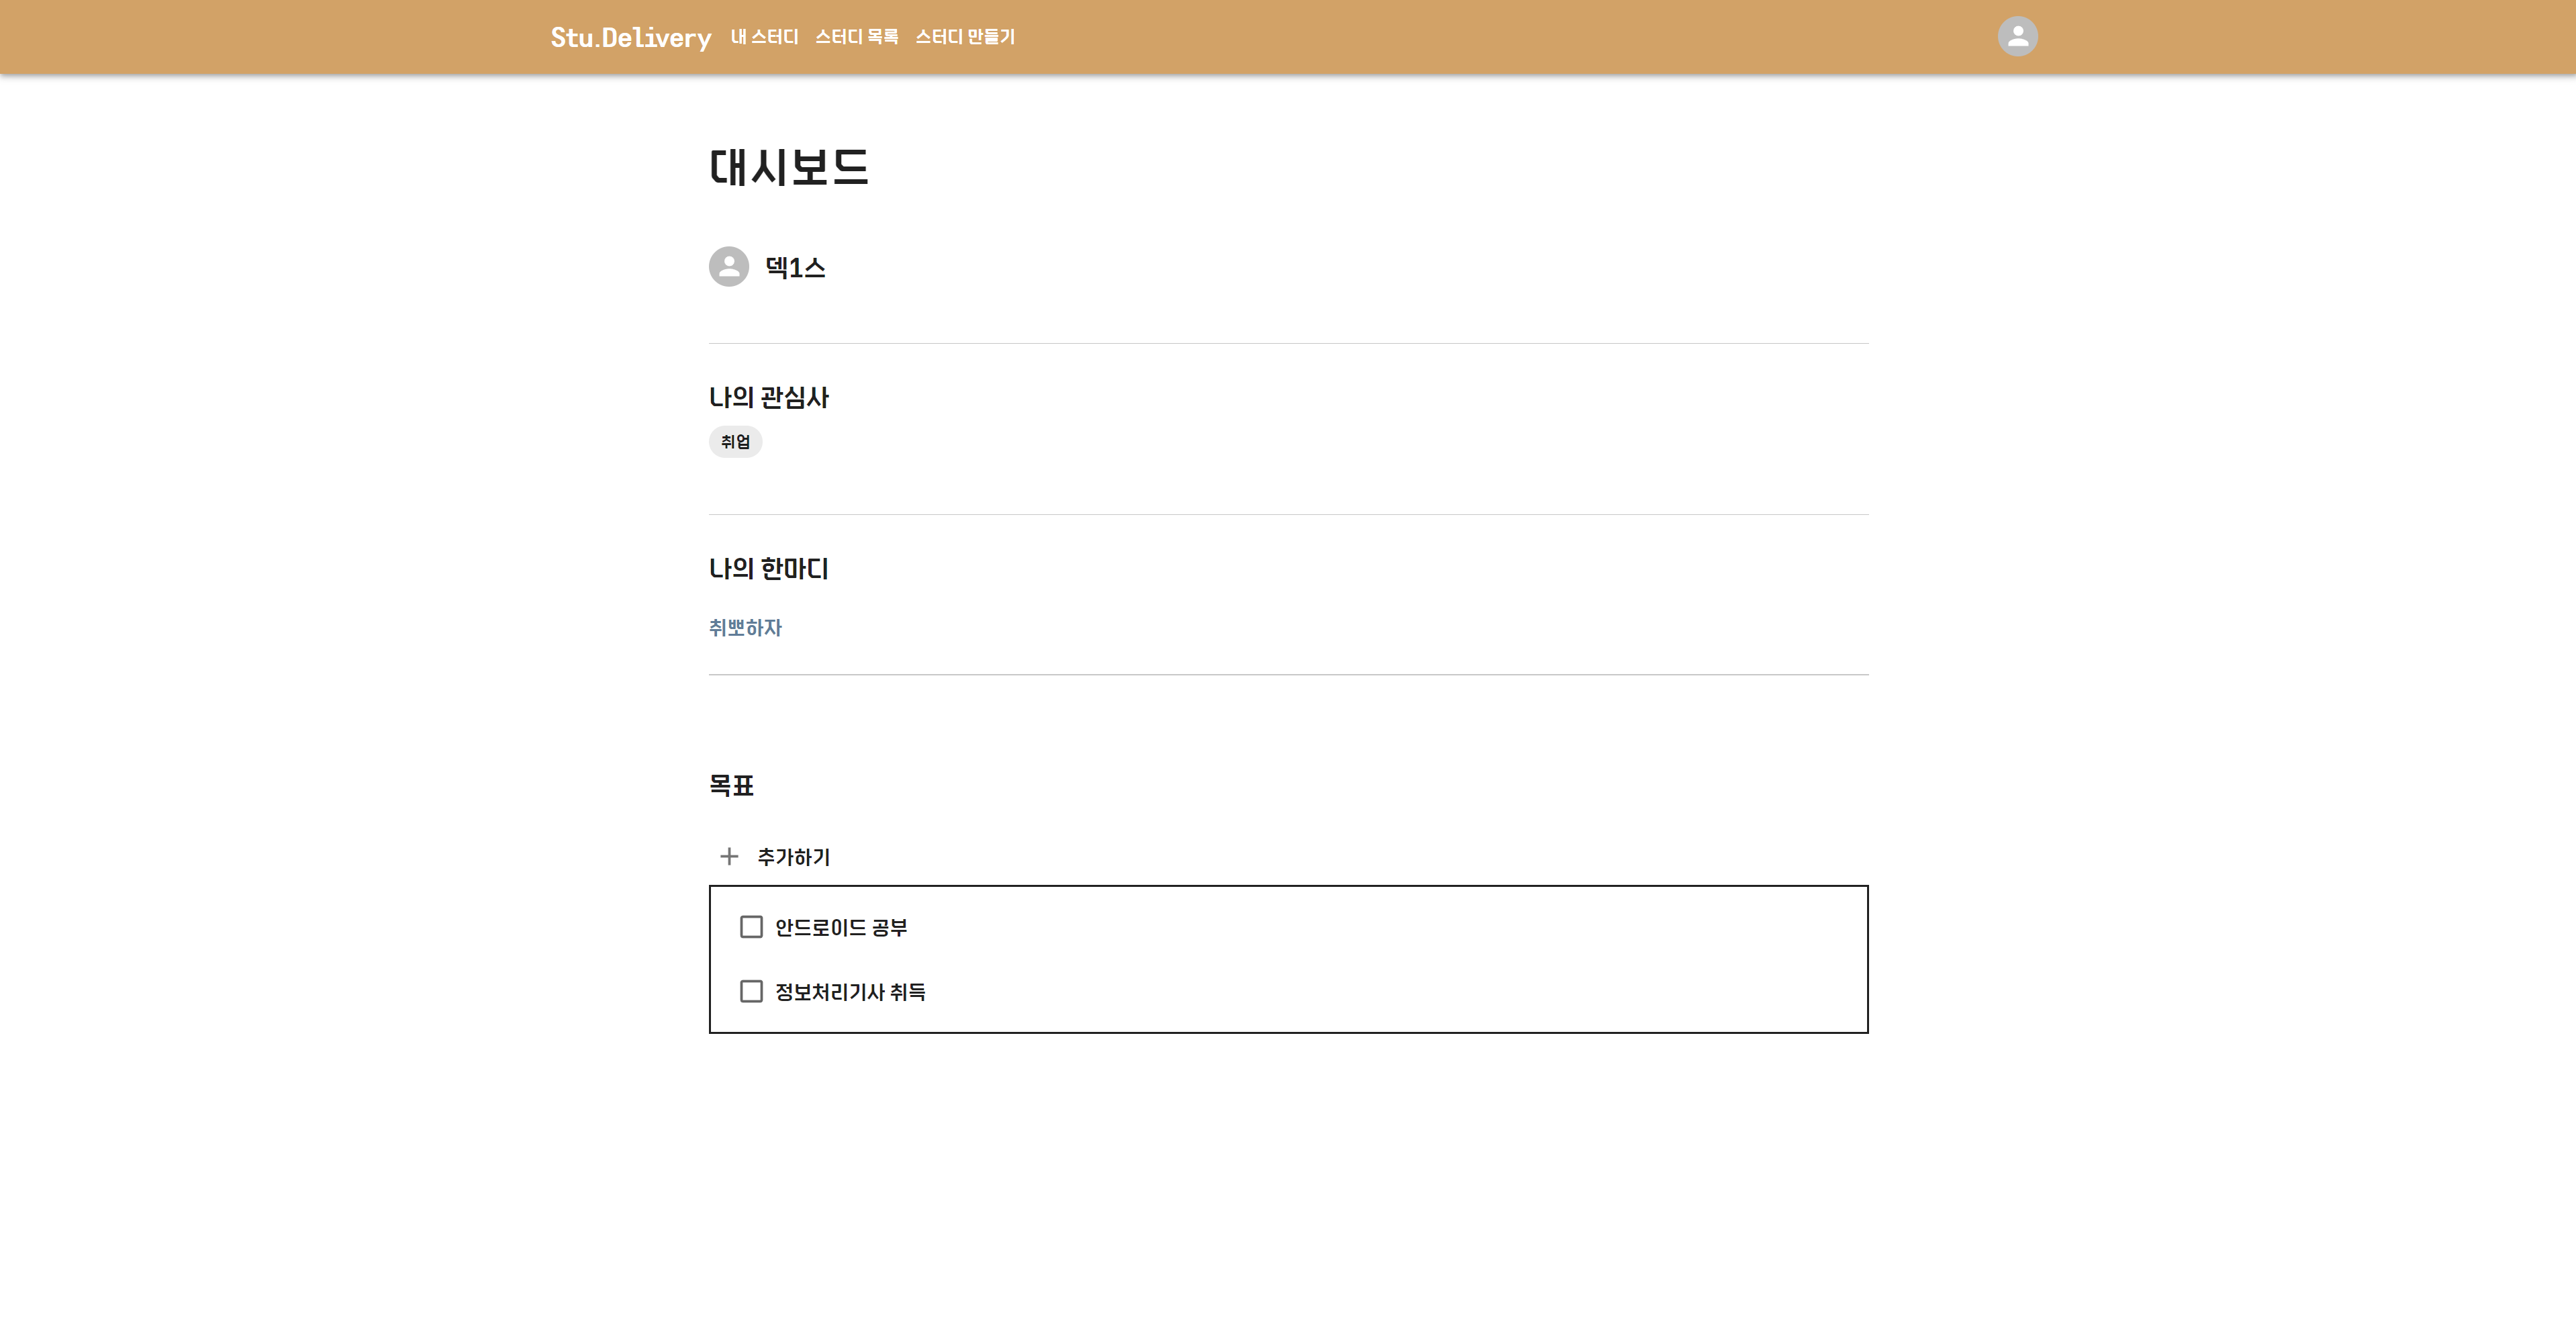 Stu.Delivery 내 스터디 스터디 목록 스터디 만들기
대시보드
덱1스
나의 관심사
취업
나의 한마디
취뽀하자
목표
추가하기
안드로이드 공부
정보처리기사 취득